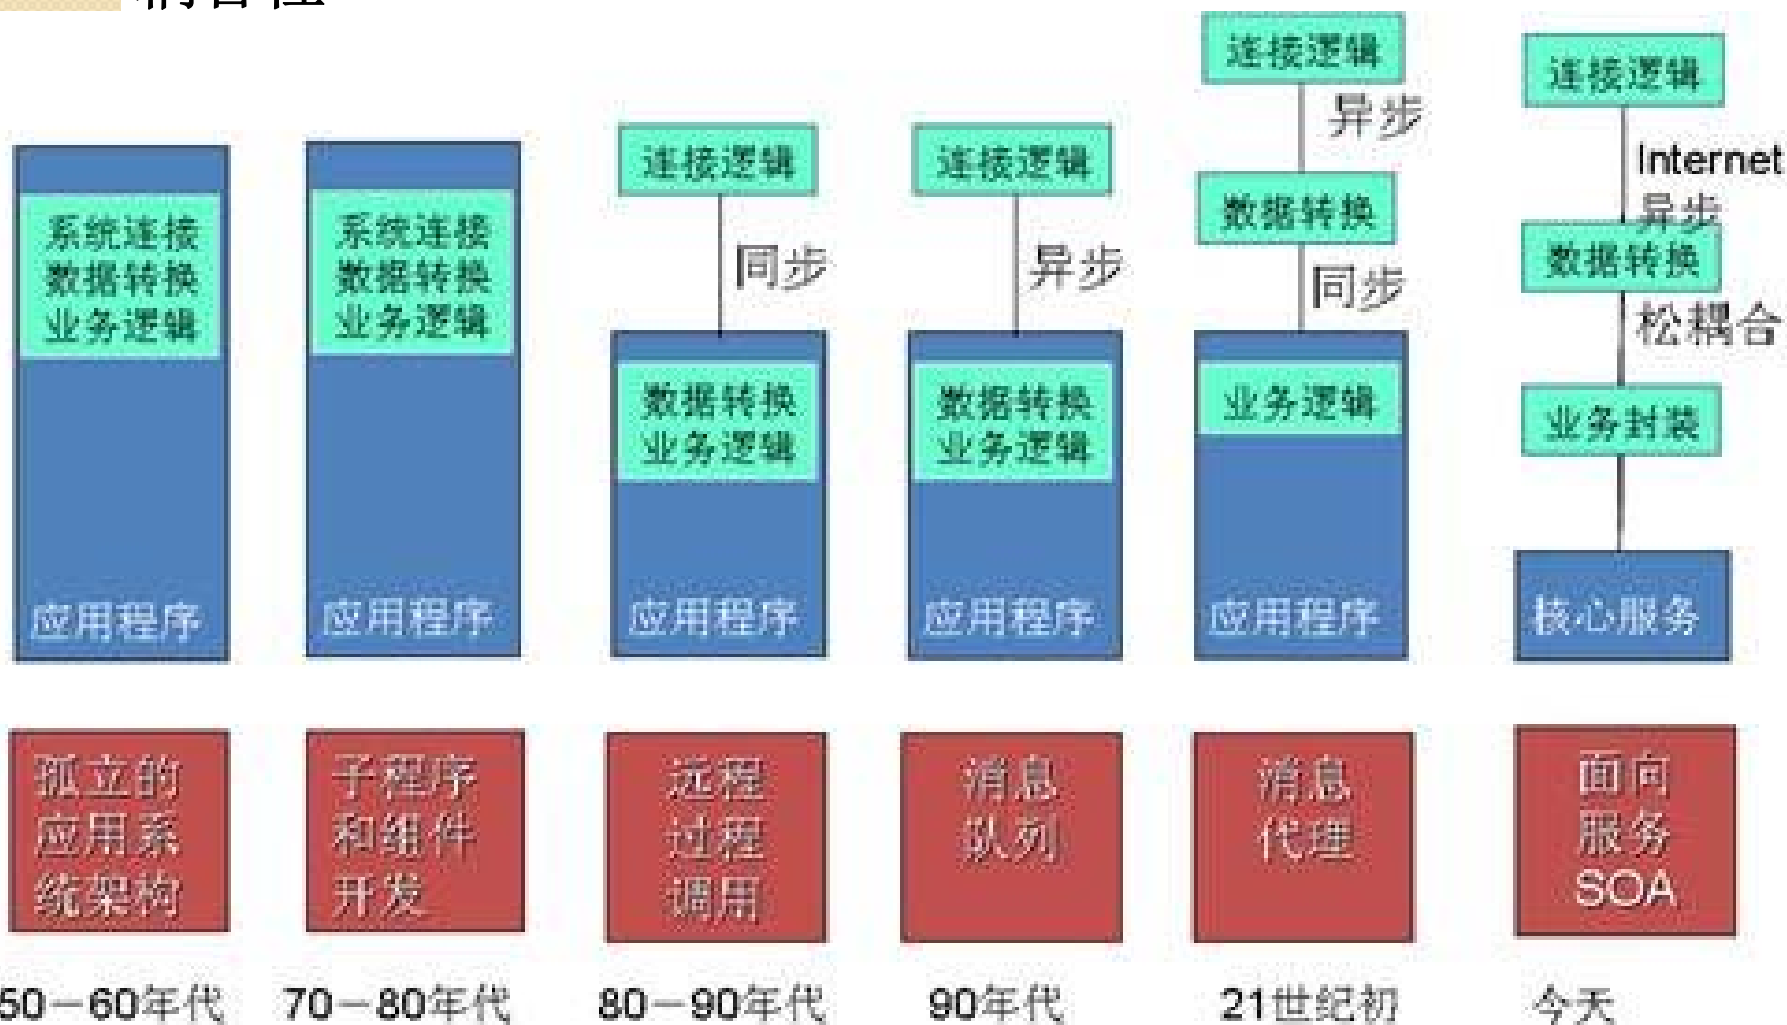 耦合性
系统连接
数据转换
业务逻辑
应用程序
孤立的
应用系
统架构
50－60年代
系统连接
数据转换
业务逻辑
应用程序
子程序
和组件
开发
70－80年代
连接逻辑
同步
数据转换
业务逻辑
应用程序
远程
过程
调用
80－90年代
连接逻辑
异步
数据转换
业务逻辑
应用程序
消息
队列
90年代
连接逻辑
异步
数据转换
同步
业务逻辑
应用程序
消息
代理
21世纪初
连接逻辑
Internet
异步
数据转换
松耦合
业务封装
核心服务
面向
服务
SOA
今天